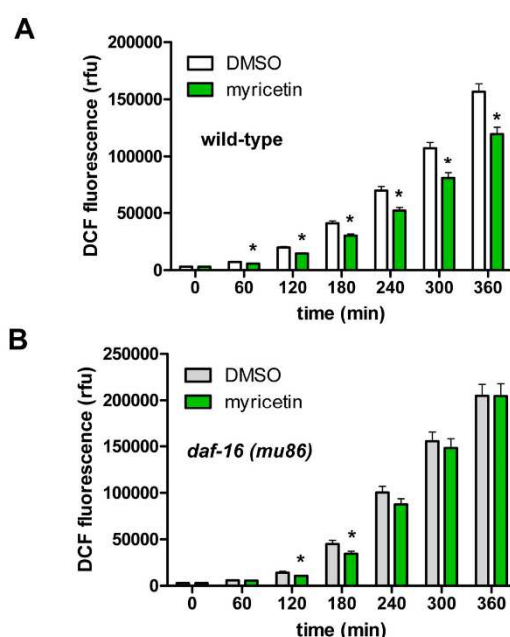 A
DCF fluorescence (rfu)
200000
150000
100000
50000
0
DMSO
myricetin
wild-type
* * * * * *
0 60 120 180 240 300 360
time (min)
B
DCF fluorescence (rfu)
250000
200000
150000
100000
50000
0
DMSO
myricetin
daf-16 (mu86)
* *
0 60 120 180 240 300 360
time (min)